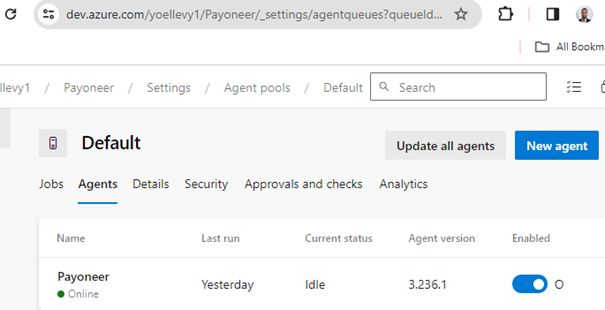 dev.azure.com/yoellevy1/Payoneer/_settings/agentqueues?queueId...
All Bookma
llevy1 / Payoneer / Settings / Agent pools / Default Search
Default Update all agents New agent
Jobs Agents Details Security Approvals and checks Analytics
Name Last run Current status Agent version Enabled
Payoneer
Yesterday Idle 3.236.1 O
Online